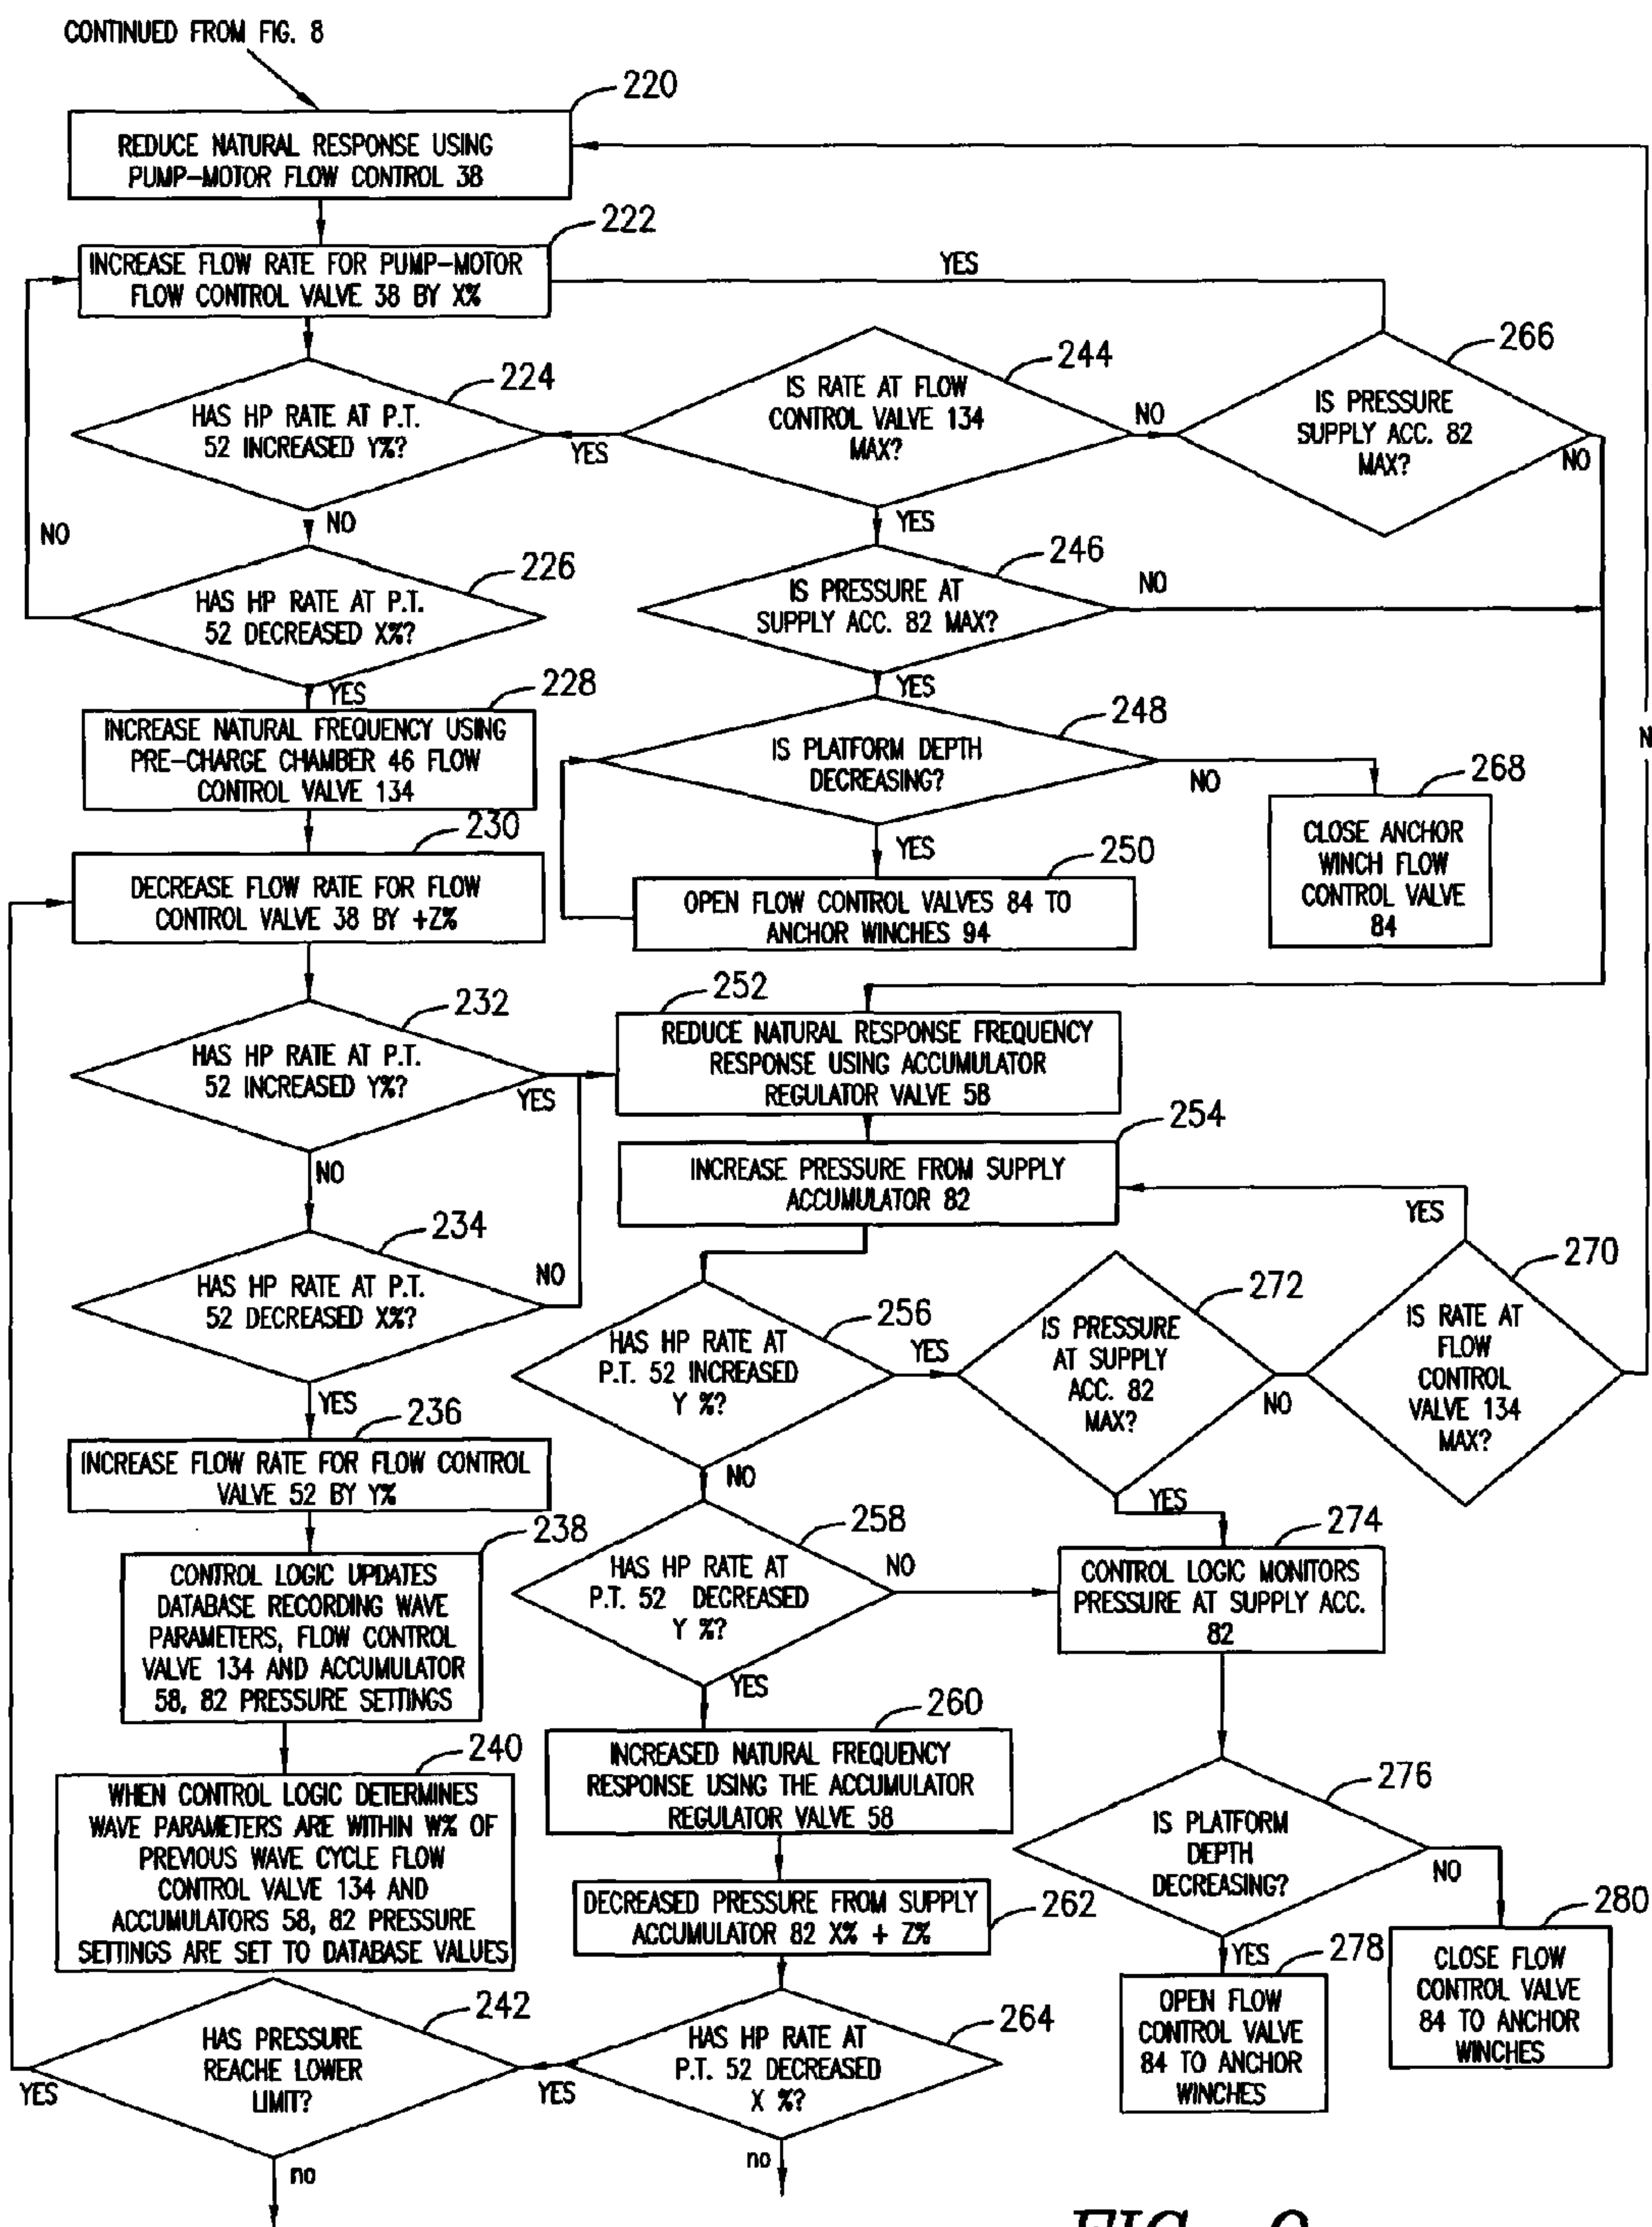 CONTINUED FROM FIG. 8
220
REDUCE NATURAL RESPONSE USING
PUMP-MOTOR FLOW CONTROL 38
222
INCREASE FLOW RATE FOR PUMP-MOTOR
FLOW CONTROL VALVE 38 BY X%
YES
224
HAS HP RATE AT P.T.
52 INCREASED Y%?
YES
244
IS RATE AT FLOW
CONTROL VALVE 134
MAX?
NO
266
IS PRESSURE
SUPPLY ACC. 82
MAX?
NO
NO
NO
YES
226
HAS HP RATE AT P.T.
52 DECREASED X%?
246
IS PRESSURE AT
SUPPLY ACC. 82 MAX?
NO
YES
YES
228
INCREASE NATURAL FREQUENCY USING
PRE-CHARGE CHAMBER 46 FLOW
CONTROL VALVE 134
248
IS PLATFORM DEPTH
DECREASING?
NO
N
268
CLOSE ANCHOR
WINCH FLOW
CONTROL VALVE
84
YES
230
DECREASE FLOW RATE FOR FLOW
CONTROL VALVE 38 BY +Z%
250
OPEN FLOW CONTROL VALVES 84 TO
ANCHOR WINCHES 94
232
HAS HP RATE AT P.T.
52 INCREASED Y%?
YES
252
REDUCE NATURAL RESPONSE FREQUENCY
RESPONSE USING ACCUMULATOR
REGULATOR VALVE 58
NO
254
INCREASE PRESSURE FROM SUPPLY
ACCUMULATOR 82
YES
234
HAS HP RATE AT P.T.
52 DECREASED X%?
NO
256
HAS HP RATE AT
P.T. 52 INCREASED
Y %?
YES
272
IS PRESSURE
AT SUPPLY
ACC. 82
MAX?
NO
270
IS RATE AT
FLOW
CONTROL
VALVE 134
MAX?
YES
NO
YES
236
INCREASE FLOW RATE FOR FLOW CONTROL
VALVE 52 BY Y%
258
HAS HP RATE AT
P.T. 52 DECREASED
Y %?
NO
274
CONTROL LOGIC MONITORS
PRESSURE AT SUPPLY ACC.
82
238
CONTROL LOGIC UPDATES
DATABASE RECORDING WAVE
PARAMETERS, FLOW CONTROL
VALVE 134 AND ACCUMULATOR
58, 82 PRESSURE SETTINGS
YES
260
INCREASED NATURAL FREQUENCY
RESPONSE USING THE ACCUMULATOR
REGULATOR VALVE 58
240
WHEN CONTROL LOGIC DETERMINES
WAVE PARAMETERS ARE WITHIN W% OF
PREVIOUS WAVE CYCLE FLOW
CONTROL VALVE 134 AND
ACCUMULATORS 58, 82 PRESSURE
SETTINGS ARE SET TO DATABASE VALUES
276
IS PLATFORM
DEPTH
DECREASING?
NO
262
DECREASED PRESSURE FROM SUPPLY
ACCUMULATOR 82 X% + Z%
YES
278
OPEN FLOW
CONTROL VALVE
84 TO ANCHOR
WINCHES
280
CLOSE FLOW
CONTROL VALVE
84 TO ANCHOR
WINCHES
242
HAS PRESSURE
REACHE LOWER
LIMIT?
YES
YES
264
HAS HP RATE AT
P.T. 52 DECREASED
X %?
no
no